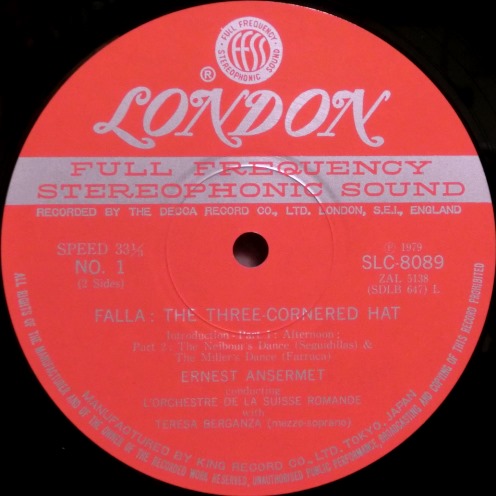 FULL FREQUENCY
ffss
STEREOPHONIC SOUND
®
LONDON
FULL FREQUENCY
STEREOPHONIC SOUND
RECORDED BY THE DECCA RECORD CO., LTD. LONDON, S.E.I., ENGLAND
SPEED 33⅓
NO. 1
(2 Sides)
Ⓟ 1979
SLC-8089
ZAL 5138
(SDLB 647) L
FALLA: THE THREE-CORNERED HAT
Introduction - Part 1: Afternoon;
Part 2: The Neibour's Dance (Semidhilas) &
The Miller's Dance (Farruca)
ERNEST ANSERMET
conducting
L'ORCHESTRE DE LA SUISSE ROMANDE
with
TERESA BERGANZA (mezzo-soprano)
MANUFACTURED BY KING RECORD CO., LTD. TOKYO, JAPAN
ALL RIGHTS OF THE MANUFACTURER AND OF THE OWNER OF THE RECORDED WORK RESERVED. UNAUTHORISED PUBLIC PERFORMANCE, BROADCASTING AND COPYING OF THIS RECORD PROHIBITED